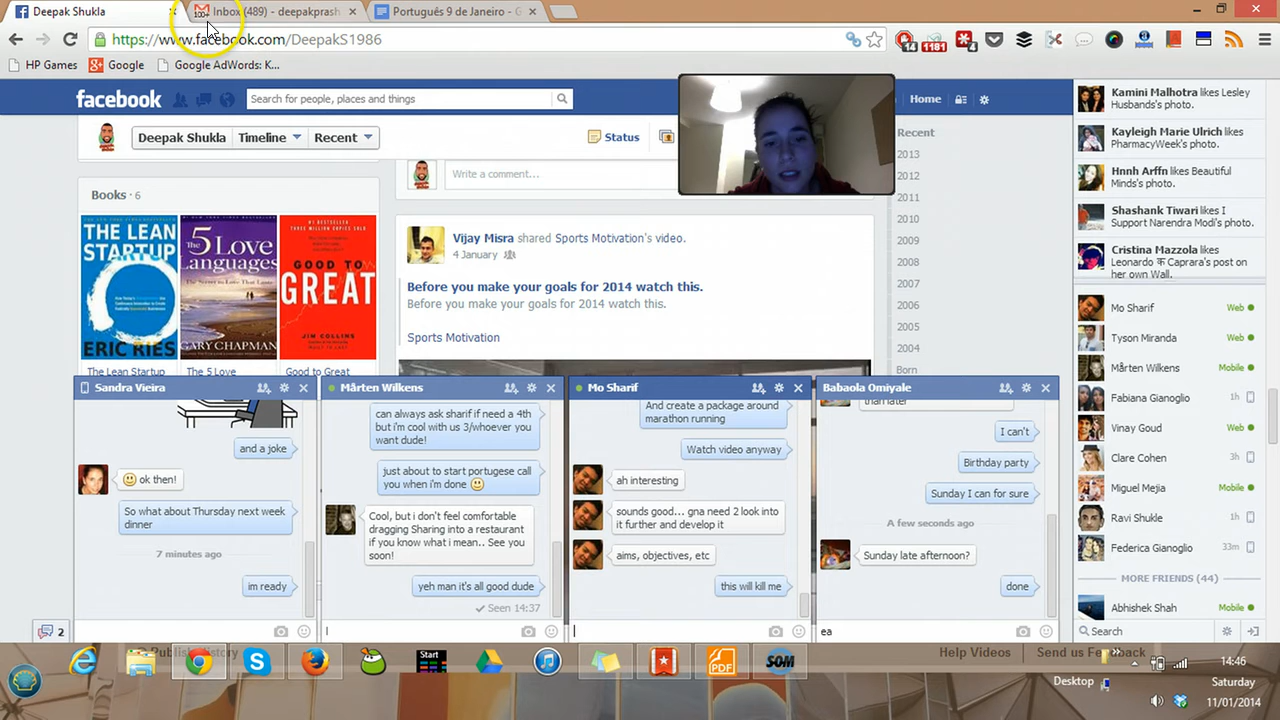 Deepak Shukla
Inbox (489) - deepakprash
Português 9 de Janeiro - G
https://www.facebook.com/DeepakS1986
14
1181
4
HP Games
Google
Google AdWords: K...
facebook
Search for people, places and things
Home
Deepak Shukla
Timeline
Recent
Status
Write a comment...
Books · 6
THE LEAN
STARTUP
ERIC RIES
THE 5 LOVE
LANGUAGES
GARY CHAPMAN
GOOD TO
GREAT
JIM COLLINS
The Lean Startup
The 5 Love
Vijay Misra shared Sports Motivation's video.
4 January
Before you make your goals for 2014 watch this.
Before you make your goals for 2014 watch this.
Sports Motivation
Recent
2013
2012
2011
2010
2009
2008
2007
2006
2005
2004
Born
Kamini Malhotra likes Lesley
Husbands's photo.
Kayleigh Marie Ulrich likes
PharmacyWeek's photo.
Hnnh Arffn likes Beautiful
Minds's photo.
Shashank Tiwari likes I
Support Narendra Modi's photo.
Cristina Mazzola likes
Leonardo क Caprara's post on
her own Wall.
Mo Sharif Web
Tyson Miranda Web
Mårten Wilkens Mobile
Fabiana Gianoglio 1h
Vinay Goud Web
Clare Cohen 3h
Miguel Mejia Mobile
Ravi Shukle 1h
Federica Gianoglio 33m
MORE FRIENDS (44)
Abhishek Shah Mobile
Search
Sandra Vieira
and a joke
ok then!
So what about Thursday next week
dinner
7 minutes ago
im ready
Mårten Wilkens
can always ask sharif if need a 4th
but i'm cool with us 3/whoever you
want dude!
just about to start portugese call
you when i'm done
Cool, but i don't feel comfortable
dragging Sharing into a restaurant
if you know what i mean.. See you
soon!
yeh man it's all good dude
Seen 14:37
l
Mo Sharif
And create a package around
marathon running
Watch video anyway
ah interesting
sounds good... gna need 2 look into
it further and develop it
aims, objectives, etc
this will kill me
Babaola Omiyale
than later
I can't
Birthday party
Sunday I can for sure
A few seconds ago
Sunday late afternoon?
done
ea
2
Help Videos
Send us Feedback
Start
PDF
SOM
Desktop
14:46
Saturday
11/01/2014